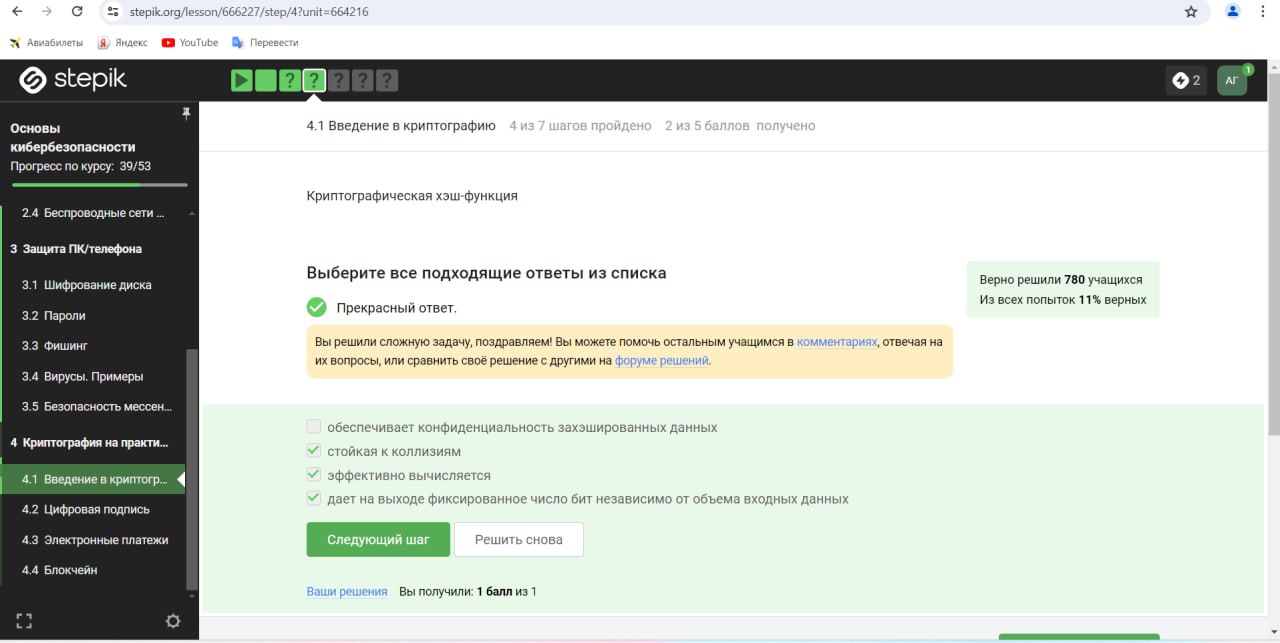 stepik.org/lesson/666227/step/4?unit=664216
Авиабилеты
Яндекс
YouTube
Перевести
stepik
? ? ? ? ?
2
АГ
1
Основы
кибербезопасности
Прогресс по курсу: 39/53
2.4 Беспроводные сети ...
3 Защита ПК/телефона
3.1 Шифрование диска
3.2 Пароли
3.3 Фишинг
3.4 Вирусы. Примеры
3.5 Безопасность мессен...
4 Криптография на практи...
4.1 Введение в криптогр...
4.2 Цифровая подпись
4.3 Электронные платежи
4.4 Блокчейн
4.1 Введение в криптографию 4 из 7 шагов пройдено 2 из 5 баллов получено
Криптографическая хэш-функция
Выберите все подходящие ответы из списка
Прекрасный ответ.
Вы решили сложную задачу, поздравляем! Вы можете помочь остальным учащимся в комментариях, отвечая на
их вопросы, или сравнить своё решение с другими на форуме решений.
Верно решили 780 учащихся
Из всех попыток 11% верных
обеспечивает конфиденциальность захэшированных данных
стойкая к коллизиям
эффективно вычисляется
дает на выходе фиксированное число бит независимо от объема входных данных
Следующий шаг
Решить снова
Ваши решения Вы получили: 1 балл из 1